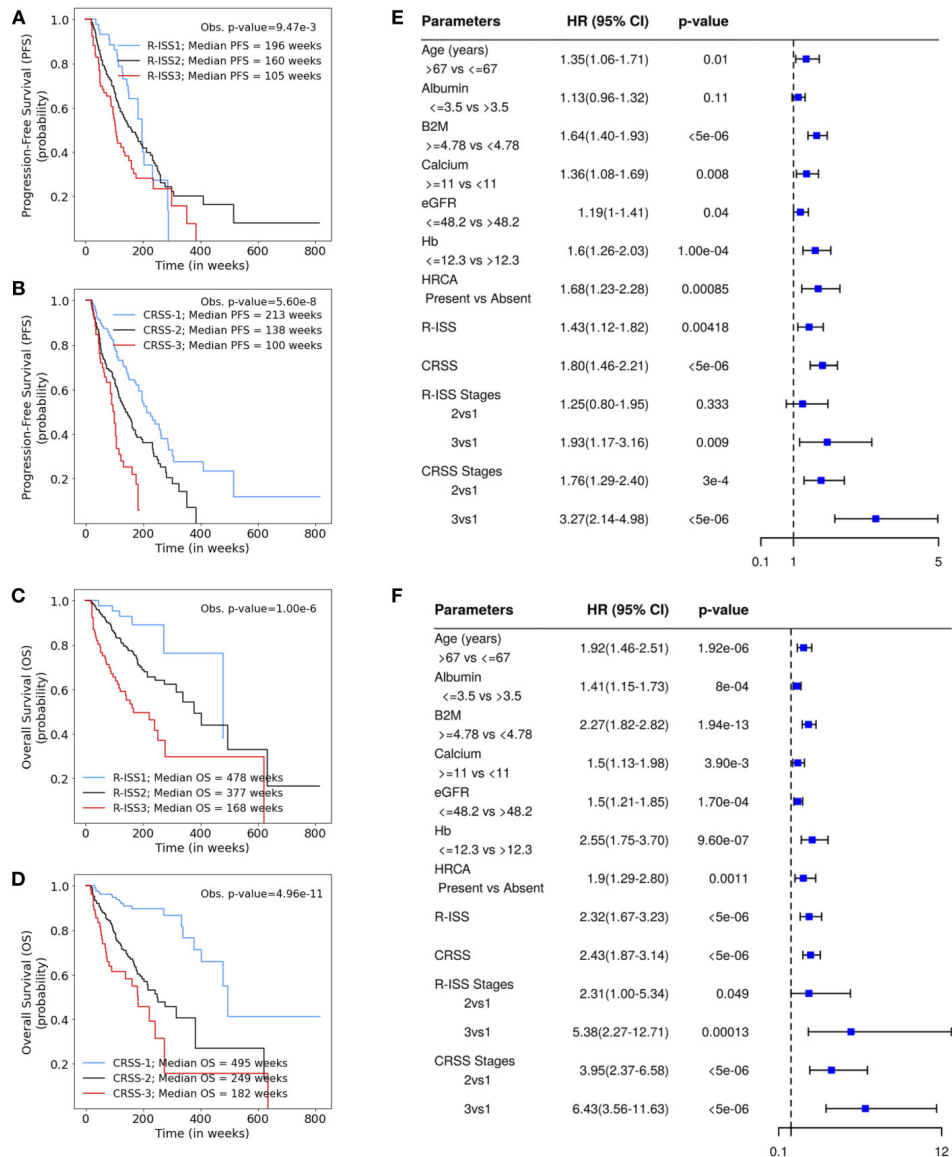 A
Progression-Free Survival (PFS)
(probability)
1.0
0.8
0.6
0.4
0.2
Obs. p-value=9.47e-3
R-ISS1; Median PFS = 196 weeks
R-ISS2; Median PFS = 160 weeks
R-ISS3; Median PFS = 105 weeks
0 200 400 600 800
Time (in weeks)
B
Progression-Free Survival (PFS)
(probability)
1.0
0.8
0.6
0.4
0.2
Obs. p-value=5.60e-8
CRSS-1; Median PFS = 213 weeks
CRSS-2; Median PFS = 138 weeks
CRSS-3; Median PFS = 100 weeks
0 200 400 600 800
Time (in weeks)
C
Overall Survival (OS)
(probability)
1.0
0.8
0.6
0.4
0.2
Obs. p-value=1.00e-6
R-ISS1; Median OS = 478 weeks
R-ISS2; Median OS = 377 weeks
R-ISS3; Median OS = 168 weeks
0 200 400 600 800
Time (in weeks)
D
Overall Survival (OS)
(probability)
1.0
0.8
0.6
0.4
0.2
Obs. p-value=4.96e-11
CRSS-1; Median OS = 495 weeks
CRSS-2; Median OS = 249 weeks
CRSS-3; Median OS = 182 weeks
0 200 400 600 800
Time (in weeks)
E
Parameters HR (95% CI) p-value
Age (years)
>67 vs <=67 1.35(1.06-1.71) 0.01
Albumin
<=3.5 vs >3.5 1.13(0.96-1.32) 0.11
B2M
>=4.78 vs <4.78 1.64(1.40-1.93) <5e-06
Calcium
>=11 vs <11 1.36(1.08-1.69) 0.008
eGFR
<=48.2 vs >48.2 1.19(1-1.41) 0.04
Hb
<=12.3 vs >12.3 1.6(1.26-2.03) 1.00e-04
HRCA
Present vs Absent 1.68(1.23-2.28) 0.00085
R-ISS 1.43(1.12-1.82) 0.00418
CRSS 1.80(1.46-2.21) <5e-06
R-ISS Stages
2vs1 1.25(0.80-1.95) 0.333
3vs1 1.93(1.17-3.16) 0.009
CRSS Stages
2vs1 1.76(1.29-2.40) 3e-4
3vs1 3.27(2.14-4.98) <5e-06
0.1 1 5
F
Parameters HR (95% CI) p-value
Age (years)
>67 vs <=67 1.92(1.46-2.51) 1.92e-06
Albumin
<=3.5 vs >3.5 1.41(1.15-1.73) 8e-04
B2M
>=4.78 vs <4.78 2.27(1.82-2.82) 1.94e-13
Calcium
>=11 vs <11 1.5(1.13-1.98) 3.90e-3
eGFR
<=48.2 vs >48.2 1.5(1.21-1.85) 1.70e-04
Hb
<=12.3 vs >12.3 2.55(1.75-3.70) 9.60e-07
HRCA
Present vs Absent 1.9(1.29-2.80) 0.0011
R-ISS 2.32(1.67-3.23) <5e-06
CRSS 2.43(1.87-3.14) <5e-06
R-ISS Stages
2vs1 2.31(1.00-5.34) 0.049
3vs1 5.38(2.27-12.71) 0.00013
CRSS Stages
2vs1 3.95(2.37-6.58) <5e-06
3vs1 6.43(3.56-11.63) <5e-06
0.1 12